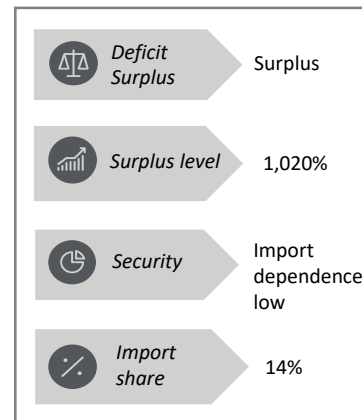 Deficit
Surplus
Surplus
Surplus level
1,020%
Security
Import
dependence
low
Import
share
14%